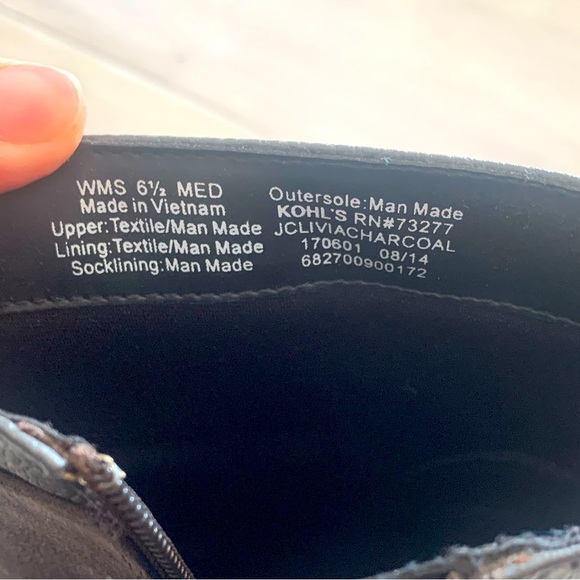 WMS 6½ MED
Made in Vietnam
Upper:Textile/Man Made
Lining:Textile/Man Made
Socklining:Man Made
Outersole:Man Made
KOHL'S RN#73277
JCLIVIACHARCOAL
170601 08/14
682700900172